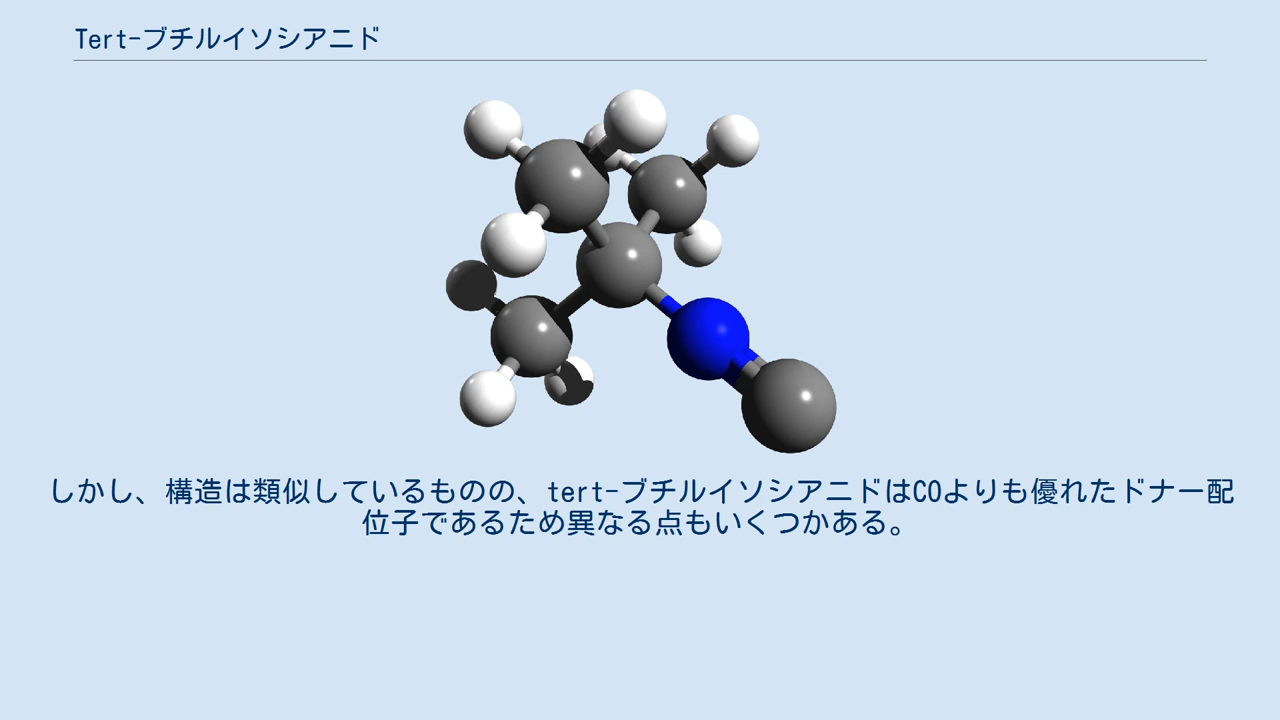 Tert-ブチルイソシアニド
しかし、構造は類似しているものの、tert-ブチルイソシアニドはCOよりも優れたドナー配
位子であるため異なる点もいくつかある。